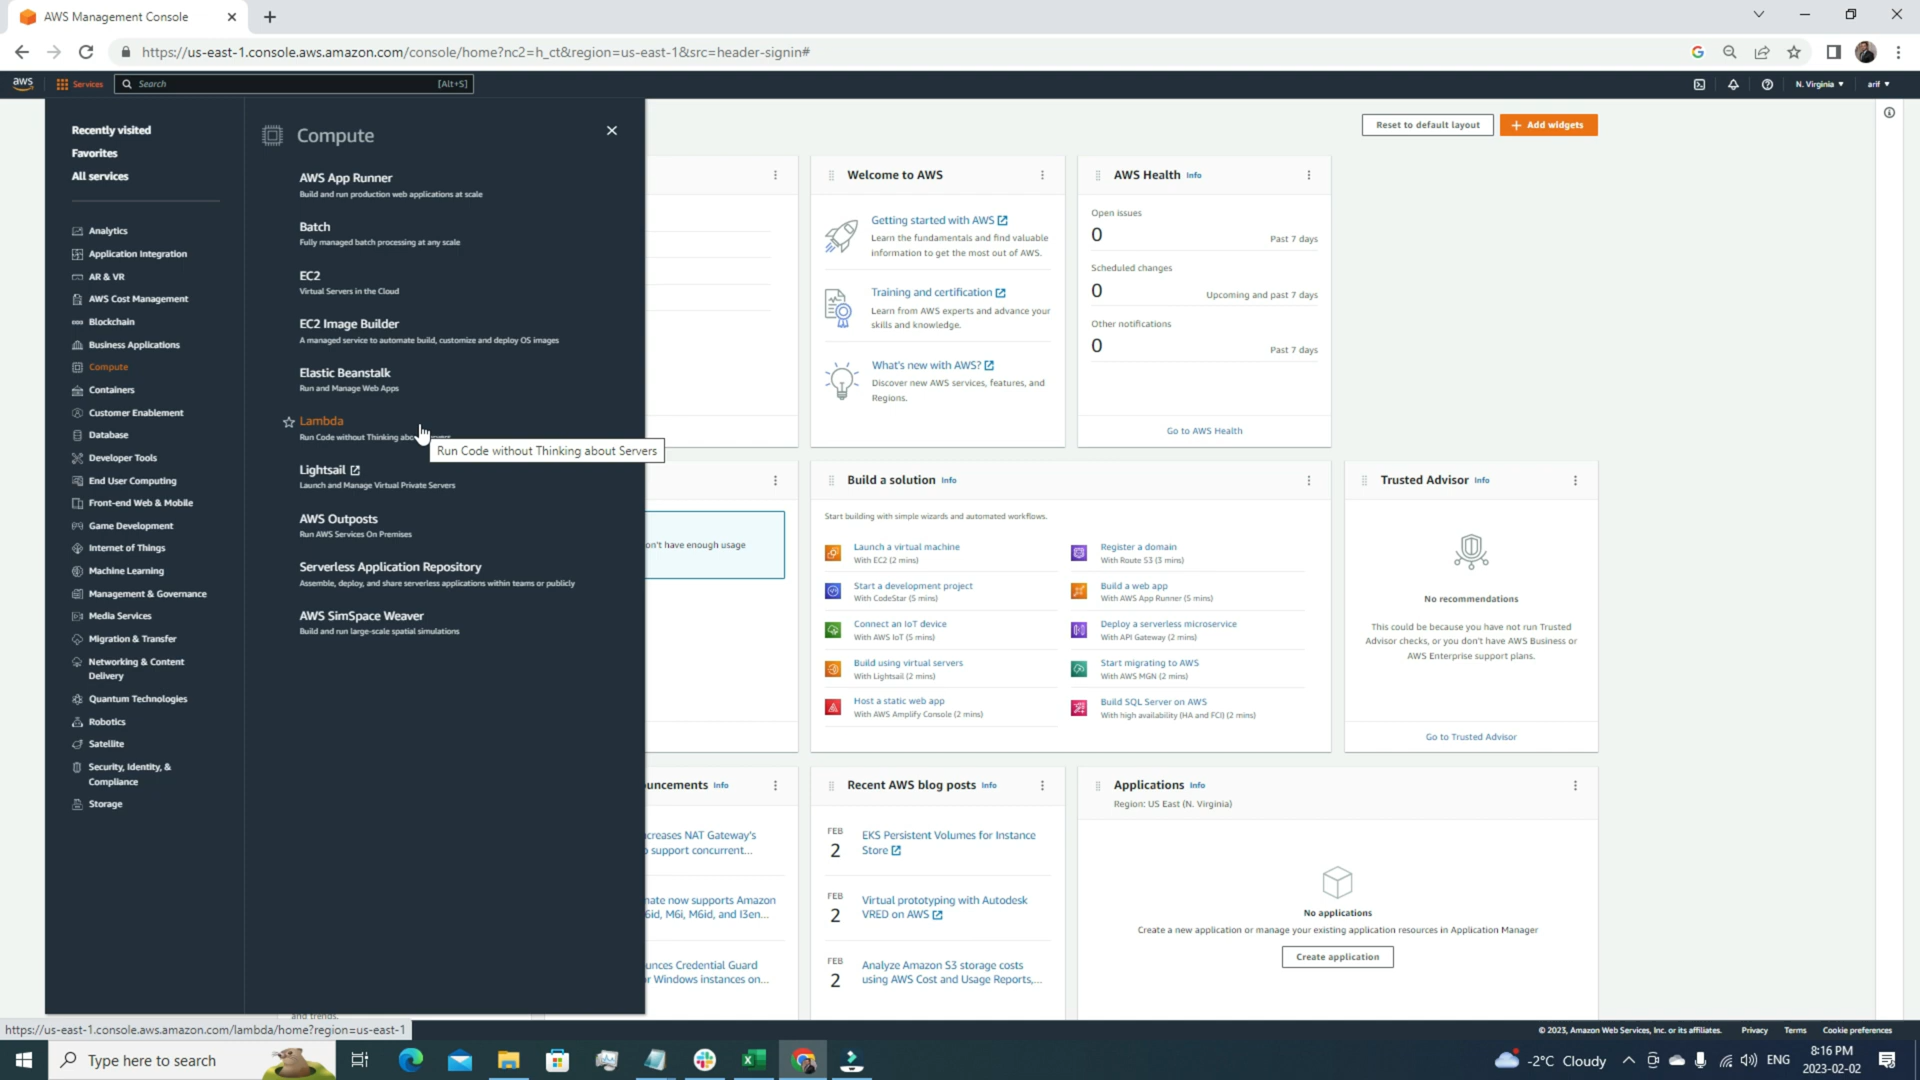 AWS Management Console
https://us-east-1.console.aws.amazon.com/console/home?nc2=h_ct&region=us-east-1&src=header-signin#
aws
Services
Search
[Alt+S]
N. Virginia
arif
Recently visited
Favorites
All services
Analytics
Application Integration
AR & VR
AWS Cost Management
Blockchain
Business Applications
Compute
Containers
Customer Enablement
Database
Developer Tools
End User Computing
Front-end Web & Mobile
Game Development
Internet of Things
Machine Learning
Management & Governance
Media Services
Migration & Transfer
Networking & Content
Delivery
Quantum Technologies
Robotics
Satellite
Security, Identity, &
Compliance
Storage
Compute
AWS App Runner
Build and run production web applications at scale
Batch
Fully managed batch processing at any scale
EC2
Virtual Servers in the Cloud
EC2 Image Builder
A managed service to automate build, customize and deploy OS images
Elastic Beanstalk
Run and Manage Web Apps
Lambda
Run Code without Thinking
Run Code without Thinking about Servers
Lightsail
Launch and Manage Virtual Private Servers
AWS Outposts
Run AWS Services On Premises
Serverless Application Repository
Assemble, deploy, and share serverless applications within teams or publicly
AWS SimSpace Weaver
Build and run large-scale spatial simulations
Reset to default layout
Add widgets
Welcome to AWS
Getting started with AWS
Learn the fundamentals and find valuable
information to get the most out of AWS.
Training and certification
Learn from AWS experts and advance your
skills and knowledge.
What's new with AWS?
Discover new AWS services, features, and
Regions.
AWS Health Info
Open issues
0
Past 7 days
Scheduled changes
0
Upcoming and past 7 days
Other notifications
0
Past 7 days
Go to AWS Health
on't have enough usage
Build a solution Info
Start building with simple wizards and automated workflows.
Launch a virtual machine
With EC2 (2 mins)
Start a development project
With CodeStar (5 mins)
Connect an IoT device
With AWS IoT (5 mins)
Build using virtual servers
With Lightsail (2 mins)
Host a static web app
With AWS Amplify Console (2 mins)
Register a domain
With Route 53 (3 mins)
Build a web app
With AWS App Runner (5 mins)
Deploy a serverless microservice
With API Gateway (2 mins)
Start migrating to AWS
With AWS MGN (2 mins)
Build SQL Server on AWS
With high availability (HA and FCI) (2 mins)
Trusted Advisor Info
No recommendations
This could be because you have not run Trusted
Advisor checks, or you don't have AWS Business or
AWS Enterprise support plans.
Go to Trusted Advisor
uncements Info
creases NAT Gateway's
support concurrent...
nate now supports Amazon
6id, M6i, M6id, and I3en...
unces Credential Guard
r Windows instances on...
and trends.
Recent AWS blog posts Info
FEB
2
EKS Persistent Volumes for Instance
Store
FEB
2
Virtual prototyping with Autodesk
VRED on AWS
FEB
2
Analyze Amazon S3 storage costs
using AWS Cost and Usage Reports,...
Applications Info
Region: US East (N. Virginia)
No applications
Create a new application or manage your existing application resources in Application Manager
Create application
https://us-east-1.console.aws.amazon.com/lambda/home?region=us-east-1
© 2023, Amazon Web Services, Inc. or its affiliates.
Privacy
Terms
Cookie preferences
Type here to search
-2°C Cloudy
ENG
8:16 PM
2023-02-02